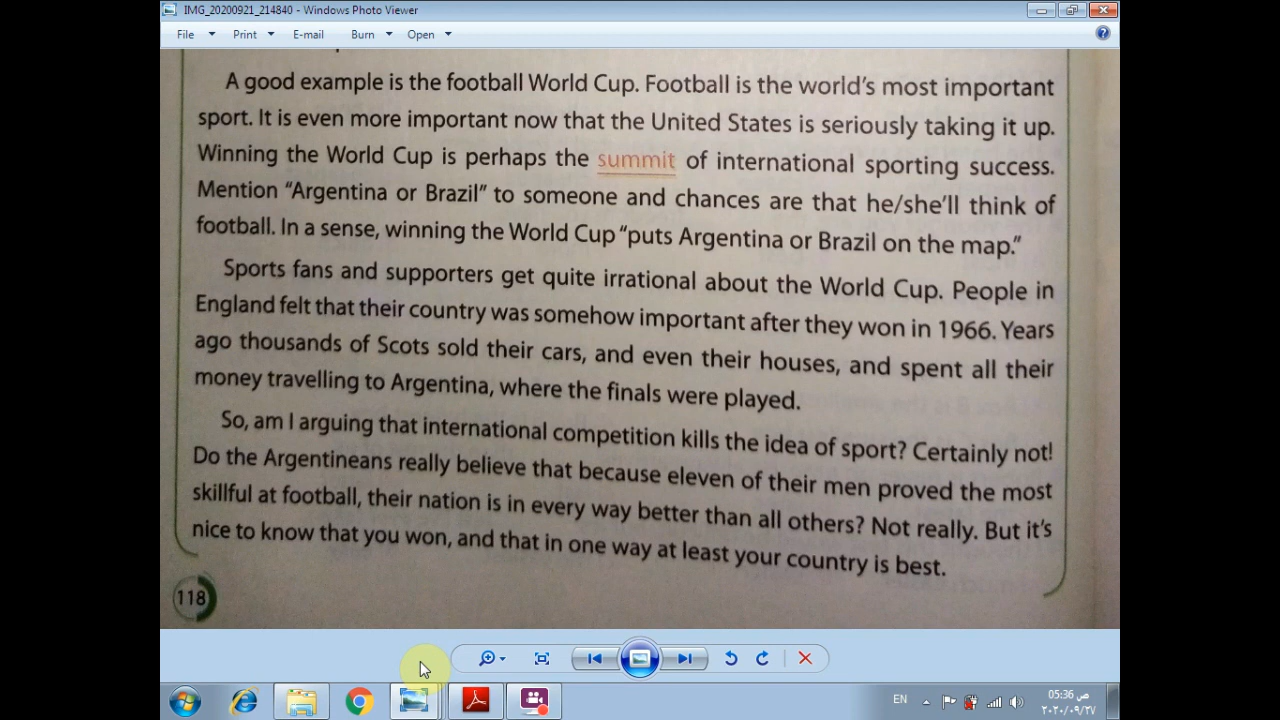 IMG_20200921_214840 - Windows Photo Viewer
File Print E-mail Burn Open
A good example is the football World Cup. Football is the world's most important
sport. It is even more important now that the United States is seriously taking it up.
Winning the World Cup is perhaps the summit of international sporting success.
Mention “Argentina or Brazil” to someone and chances are that he/she'll think of
football. In a sense, winning the World Cup “puts Argentina or Brazil on the map.”
Sports fans and supporters get quite irrational about the World Cup. People in
England felt that their country was somehow important after they won in 1966. Years
ago thousands of Scots sold their cars, and even their houses, and spent all their
money travelling to Argentina, where the finals were played.
So, am I arguing that international competition kills the idea of sport? Certainly not!
Do the Argentineans really believe that because eleven of their men proved the most
skillful at football, their nation is in every way better than all others? Not really. But it's
nice to know that you won, and that in one way at least your country is best.
118
EN
05:36 ص
٢٠٢٠/٠٩/٢٧